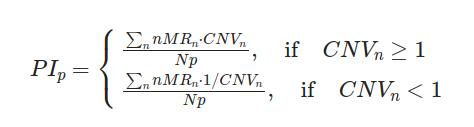 PI_p = { (∑_n nMR_n·CNV_n) / Np, if CNV_n ≥ 1
(∑_n nMR_n·1/CNV_n) / Np, if CNV_n < 1